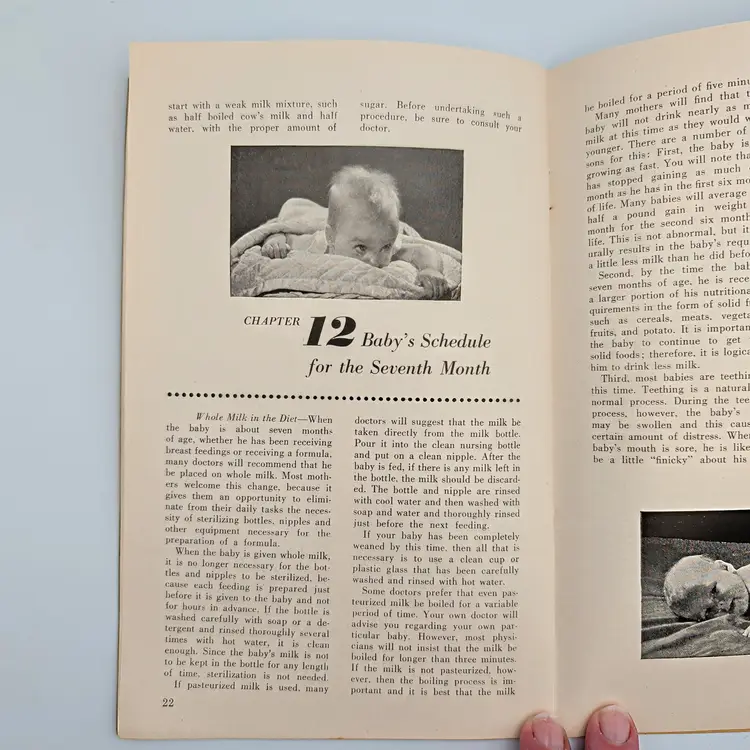 start with a weak milk mixture, such
as half boiled cow's milk and half
water, with the proper amount of
sugar. Before undertaking such a
procedure, be sure to consult your
doctor.
CHAPTER 12 Baby's Schedule
for the Seventh Month
Whole Milk in the Diet—When
the baby is about seven months
of age, whether he has been receiving
breast feedings or receiving a formula,
many doctors will recommend that he
be placed on whole milk. Most moth-
ers welcome this change, because it
gives them an opportunity to elimi-
nate from their daily tasks the neces-
sity of sterilizing bottles, nipples and
other equipment necessary for the
preparation of a formula.
When the baby is given whole milk,
it is no longer necessary for the bot-
tles and nipples to be sterilized, be-
cause each feeding is prepared just
before it is given to the baby and not
for hours in advance. If the bottle is
washed carefully with soap or a de-
tergent and rinsed thoroughly several
times with hot water, it is clean
enough. Since the baby's milk is not
to be kept in the bottle for any length
of time, sterilization is not needed.
If pasteurized milk is used, many
doctors will suggest that the milk be
taken directly from the milk bottle.
Pour it into the clean nursing bottle
and put on a clean nipple. After the
baby is fed, if there is any milk left in
the bottle, the milk should be discard-
ed. The bottle and nipple are rinsed
with cool water and then washed with
soap and water and thoroughly rinsed
just before the next feeding.
If your baby has been completely
weaned by this time, then all that is
necessary is to use a clean cup or
plastic glass that has been carefully
washed and rinsed with hot water.
Some doctors prefer that even pas-
teurized milk be boiled for a variable
period of time. Your own doctor will
advise you regarding your own par-
ticular baby. However, most physi-
cians will not insist that the milk be
boiled for longer than three minutes.
If the milk is not pasteurized, how-
ever, then the boiling process is im-
portant and it is best that the milk
22
be boiled for a period of five minu
Many mothers will find that t
baby will not drink nearly as m
milk at this time as they would w
younger. There are a number of
sons for this: First, the baby is
growing as fast. You will note tha
has stopped gaining as much
month as he has in the first six mo
of life. Many babies will average
half a pound gain in weight
month for the second six month
life. This is not abnormal, but it
urally results in the baby's requ
a little less milk than he did before
Second, by the time the bab
seven months of age, he is rece
a larger portion of his nutritiona
quirements in the form of solid f
such as cereals, meats, vegeta
fruits, and potato. It is important
the baby to continue to get
solid foods; therefore, it is logical
him to drink less milk.
Third, most babies are teethin
this time. Teething is a natural
normal process. During the tee
process, however, the baby's
may be swollen and this caus
certain amount of distress. When
baby's mouth is sore, he is like
be a little "finicky" about his